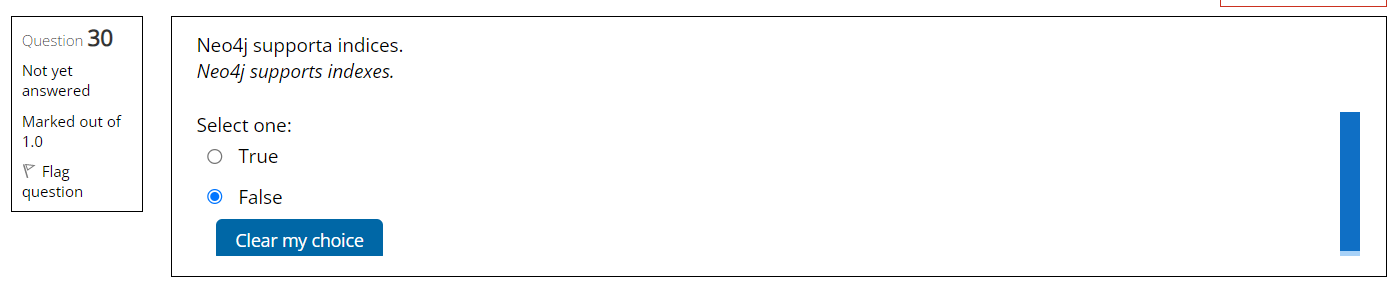 Question 30
Not yet
answered
Marked out of
1.0
Flag
question
Neo4j supporta indices.
Neo4j supports indexes.
Select one:
True
False
Clear my choice